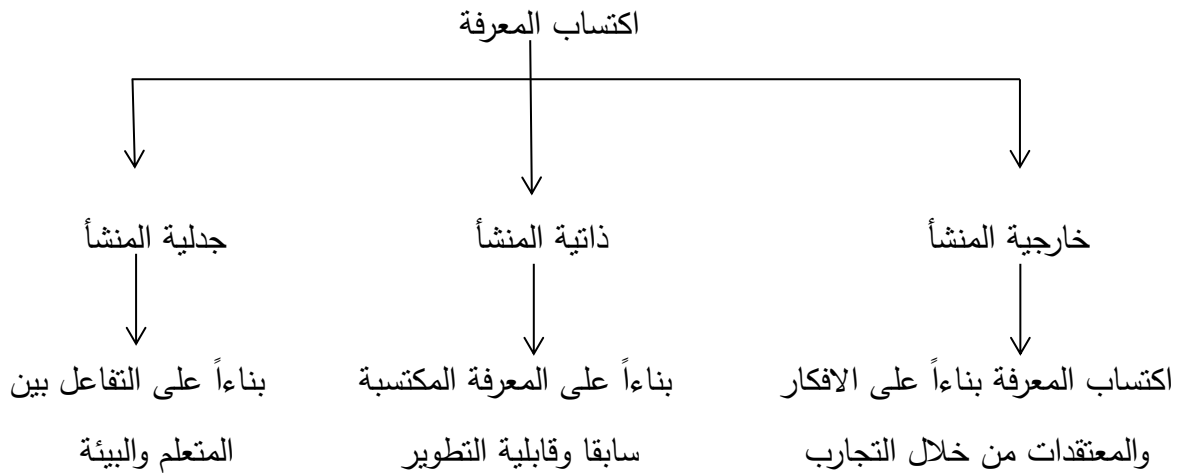 اكتساب المعرفة
خارجية المنشأ
ذاتية المنشأ
جدلية المنشأ
اكتساب المعرفة بناءاً على الافكار
والمعتقدات من خلال التجارب
بناءاً على المعرفة المكتسبة
سابقا وقابلية التطوير
بناءاً على التفاعل بين
المتعلم والبيئة